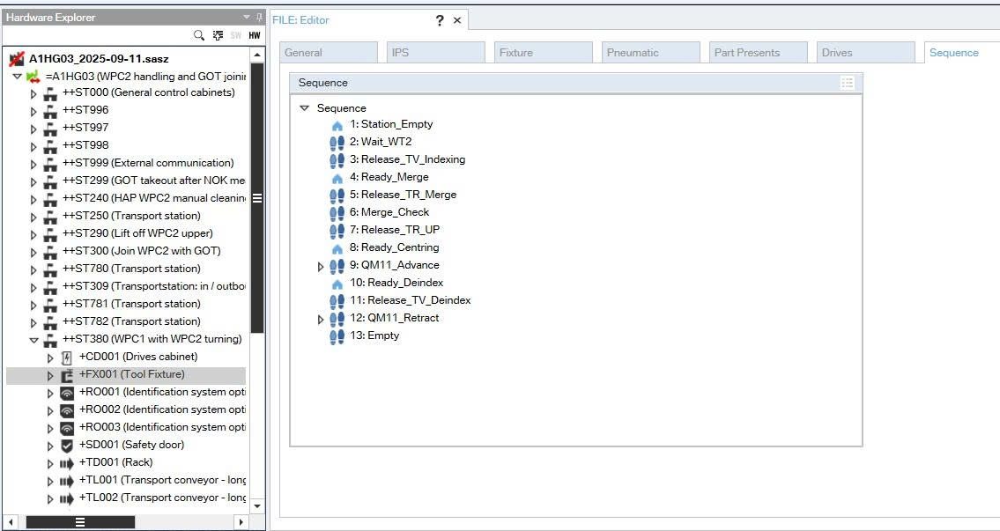 Hardware Explorer
SW HW
A1HG03_2025-09-11.sasz
=A1HG03 (WPC2 handling and GOT joinin
++ST000 (General control cabinets)
++ST996
++ST997
++ST998
++ST999 (External communication)
++ST299 (GOT takeout after NOK me
++ST240 (HAP WPC2 manual cleanin
++ST250 (Transport station)
++ST290 (Lift off WPC2 upper)
++ST300 (Join WPC2 with GOT)
++ST780 (Transport station)
++ST309 (Transportstation: in / outbo
++ST781 (Transport station)
++ST782 (Transport station)
++ST380 (WPC1 with WPC2 turning)
+CD001 (Drives cabinet)
+FX001 (Tool Fixture)
+RO001 (Identification system opti
+RO002 (Identification system opti
+RO003 (Identification system opti
+SD001 (Safety door)
+TD001 (Rack)
+TL001 (Transport conveyor - long
+TL002 (Transport conveyor - long
FILE: Editor ? ×
General IPS Fixture Pneumatic Part Presents Drives Sequence
Sequence
Sequence
1: Station_Empty
2: Wait_WT2
3: Release_TV_Indexing
4: Ready_Merge
5: Release_TR_Merge
6: Merge_Check
7: Release_TR_UP
8: Ready_Centring
9: QM11_Advance
10: Ready_Deindex
11: Release_TV_Deindex
12: QM11_Retract
13: Empty